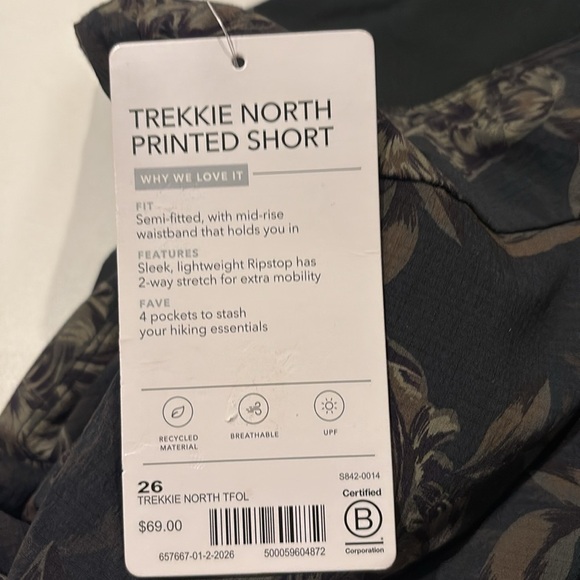 TREKKIE NORTH
PRINTED SHORT
WHY WE LOVE IT
FIT
Semi-fitted, with mid-rise
waistband that holds you in
FEATURES
Sleek, lightweight Ripstop has
2-way stretch for extra mobility
FAVE
4 pockets to stash
your hiking essentials
RECYCLED
MATERIAL
BREATHABLE
UPF
26
S842-0014
TREKKIE NORTH TFOL
$69.00
657667-01-2-2026
500059604872
Certified
B
Corporation